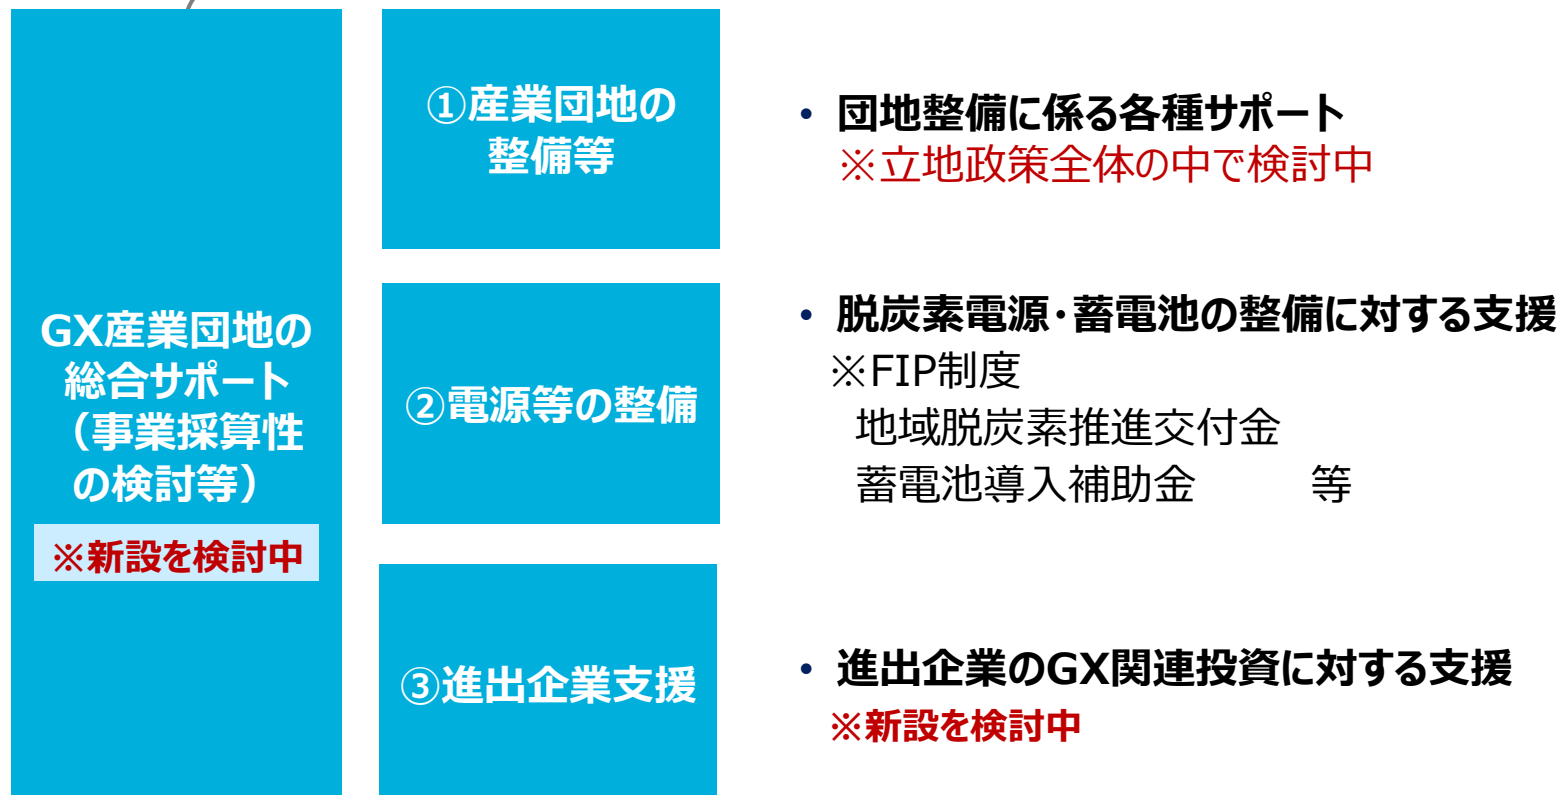 GX産業団地の
総合サポート
（事業採算性
の検討等）
※新設を検討中
①産業団地の
整備等
• 団地整備に係る各種サポート
※立地政策全体の中で検討中
②電源等の整備
• 脱炭素電源・蓄電池の整備に対する支援
※FIP制度
地域脱炭素推進交付金
蓄電池導入補助金　　　等
③進出企業支援
• 進出企業のGX関連投資に対する支援
※新設を検討中